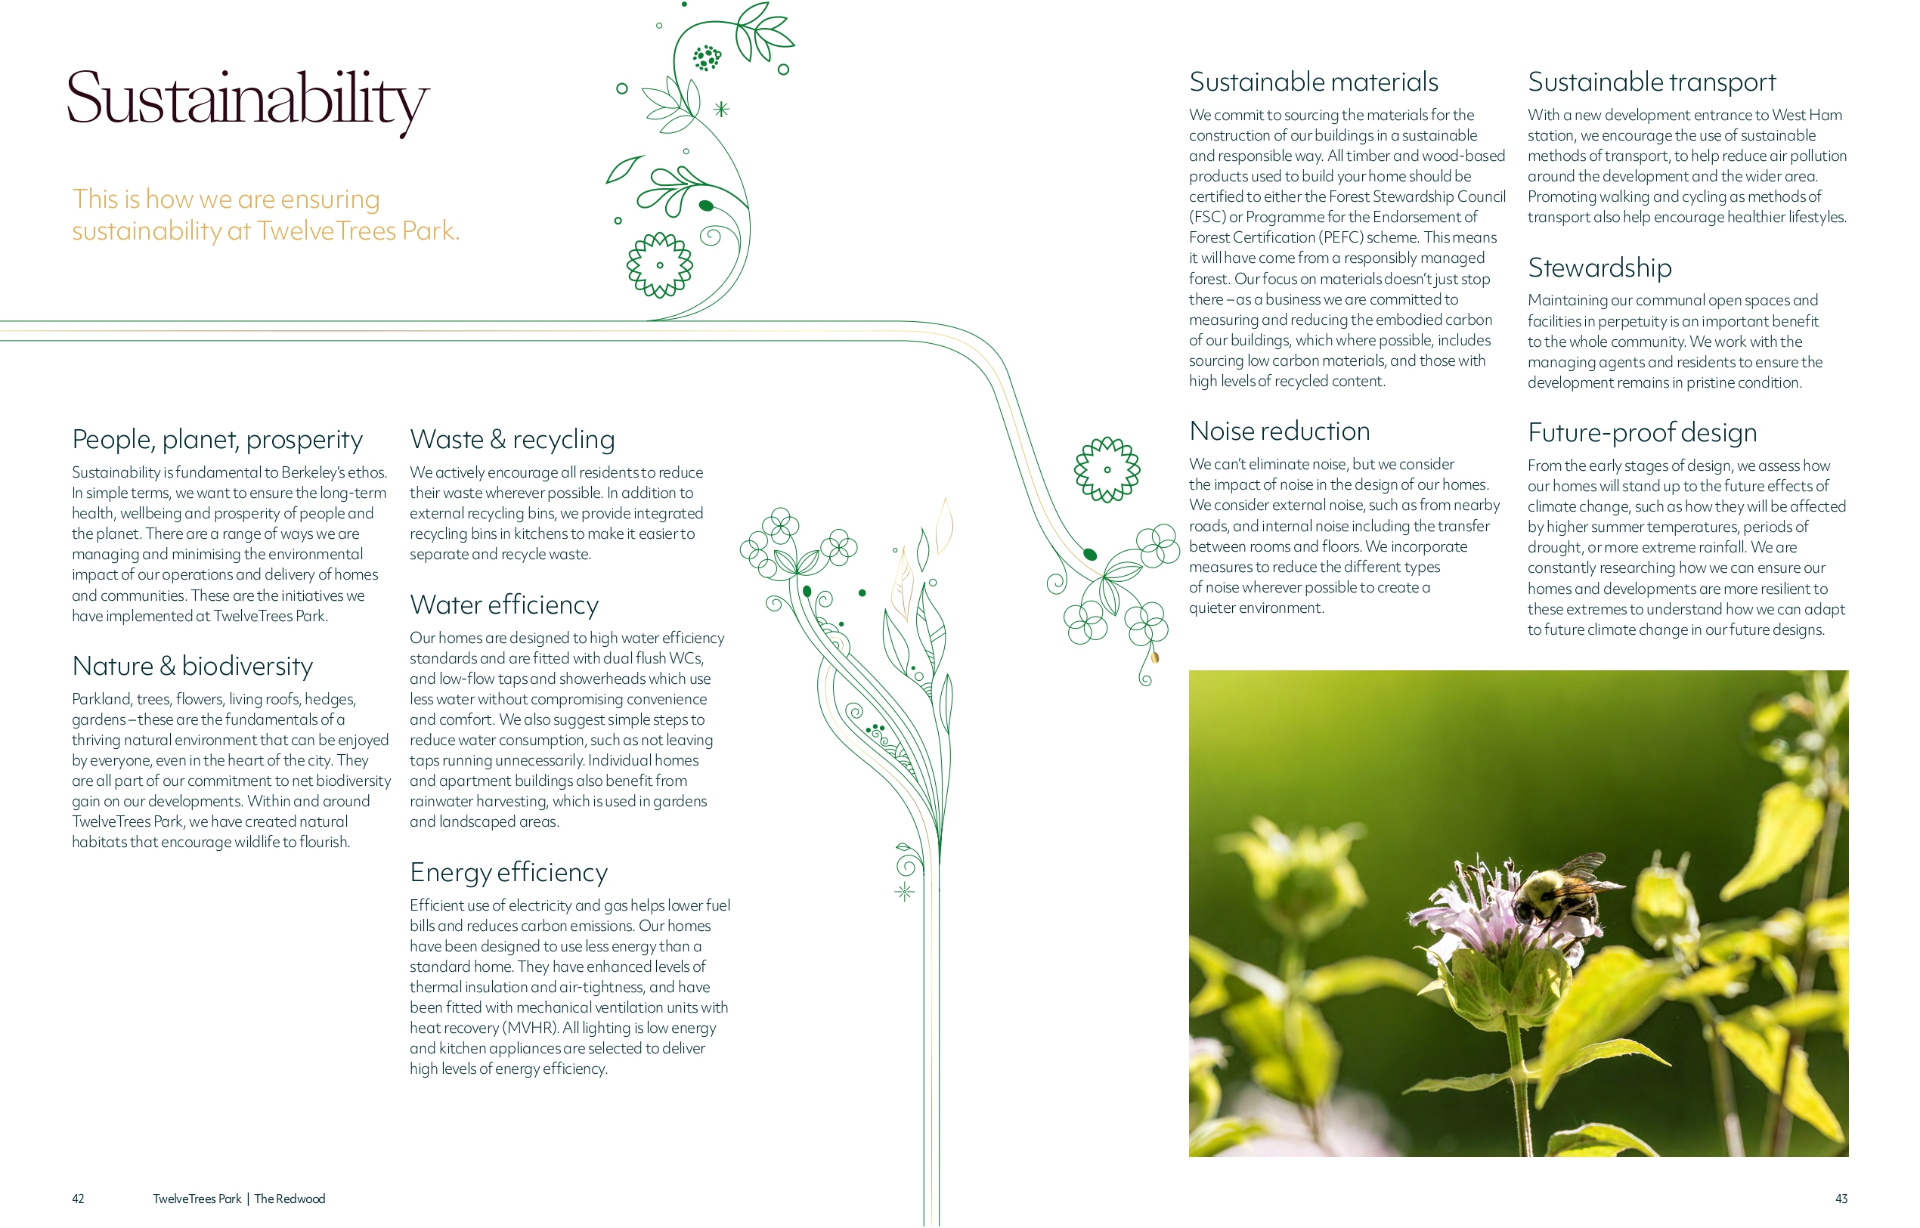 Sustainability
This is how we are ensuring
sustainability at TwelveTrees Park.
People, planet, prosperity
Sustainability is fundamental to Berkeley's ethos.
In simple terms, we want to ensure the long-term
health, wellbeing and prosperity of people and
the planet. There are a range of ways we are
managing and minimising the environmental
impact of our operations and delivery of homes
and communities. These are the initiatives we
have implemented at TwelveTrees Park.
Nature & biodiversity
Parkland, trees, flowers, living roofs, hedges,
gardens – these are the fundamentals of a
thriving natural environment that can be enjoyed
by everyone, even in the heart of the city. They
are all part of our commitment to net biodiversity
gain on our developments. Within and around
TwelveTrees Park, we have created natural
habitats that encourage wildlife to flourish.
Waste & recycling
We actively encourage all residents to reduce
their waste wherever possible. In addition to
external recycling bins, we provide integrated
recycling bins in kitchens to make it easier to
separate and recycle waste.
Water efficiency
Our homes are designed to high water efficiency
standards and are fitted with dual flush WCs,
and low-flow taps and showerheads which use
less water without compromising convenience
and comfort. We also suggest simple steps to
reduce water consumption, such as not leaving
taps running unnecessarily. Individual homes
and apartment buildings also benefit from
rainwater harvesting, which is used in gardens
and landscaped areas.
Energy efficiency
Efficient use of electricity and gas helps lower fuel
bills and reduces carbon emissions. Our homes
have been designed to use less energy than a
standard home. They have enhanced levels of
thermal insulation and air-tightness, and have
been fitted with mechanical ventilation units with
heat recovery (MVHR). All lighting is low energy
and kitchen appliances are selected to deliver
high levels of energy efficiency.
Sustainable materials
We commit to sourcing the materials for the
construction of our buildings in a sustainable
and responsible way. All timber and wood-based
products used to build your home should be
certified to either the Forest Stewardship Council
(FSC) or Programme for the Endorsement of
Forest Certification (PEFC) scheme. This means
it will have come from a responsibly managed
forest. Our focus on materials doesn't just stop
there – as a business we are committed to
measuring and reducing the embodied carbon
of our buildings, which where possible, includes
sourcing low carbon materials, and those with
high levels of recycled content.
Noise reduction
We can't eliminate noise, but we consider
the impact of noise in the design of our homes.
We consider external noise, such as from nearby
roads, and internal noise including the transfer
between rooms and floors. We incorporate
measures to reduce the different types
of noise wherever possible to create a
quieter environment.
Sustainable transport
With a new development entrance to West Ham
station, we encourage the use of sustainable
methods of transport, to help reduce air pollution
around the development and the wider area.
Promoting walking and cycling as methods of
transport also help encourage healthier lifestyles.
Stewardship
Maintaining our communal open spaces and
facilities in perpetuity is an important benefit
to the whole community. We work with the
managing agents and residents to ensure the
development remains in pristine condition.
Future-proof design
From the early stages of design, we assess how
our homes will stand up to the future effects of
climate change, such as how they will be affected
by higher summer temperatures, periods of
drought, or more extreme rainfall. We are
constantly researching how we can ensure our
homes and developments are more resilient to
these extremes to understand how we can adapt
to future climate change in our future designs.
42 TwelveTrees Park | The Redwood
43